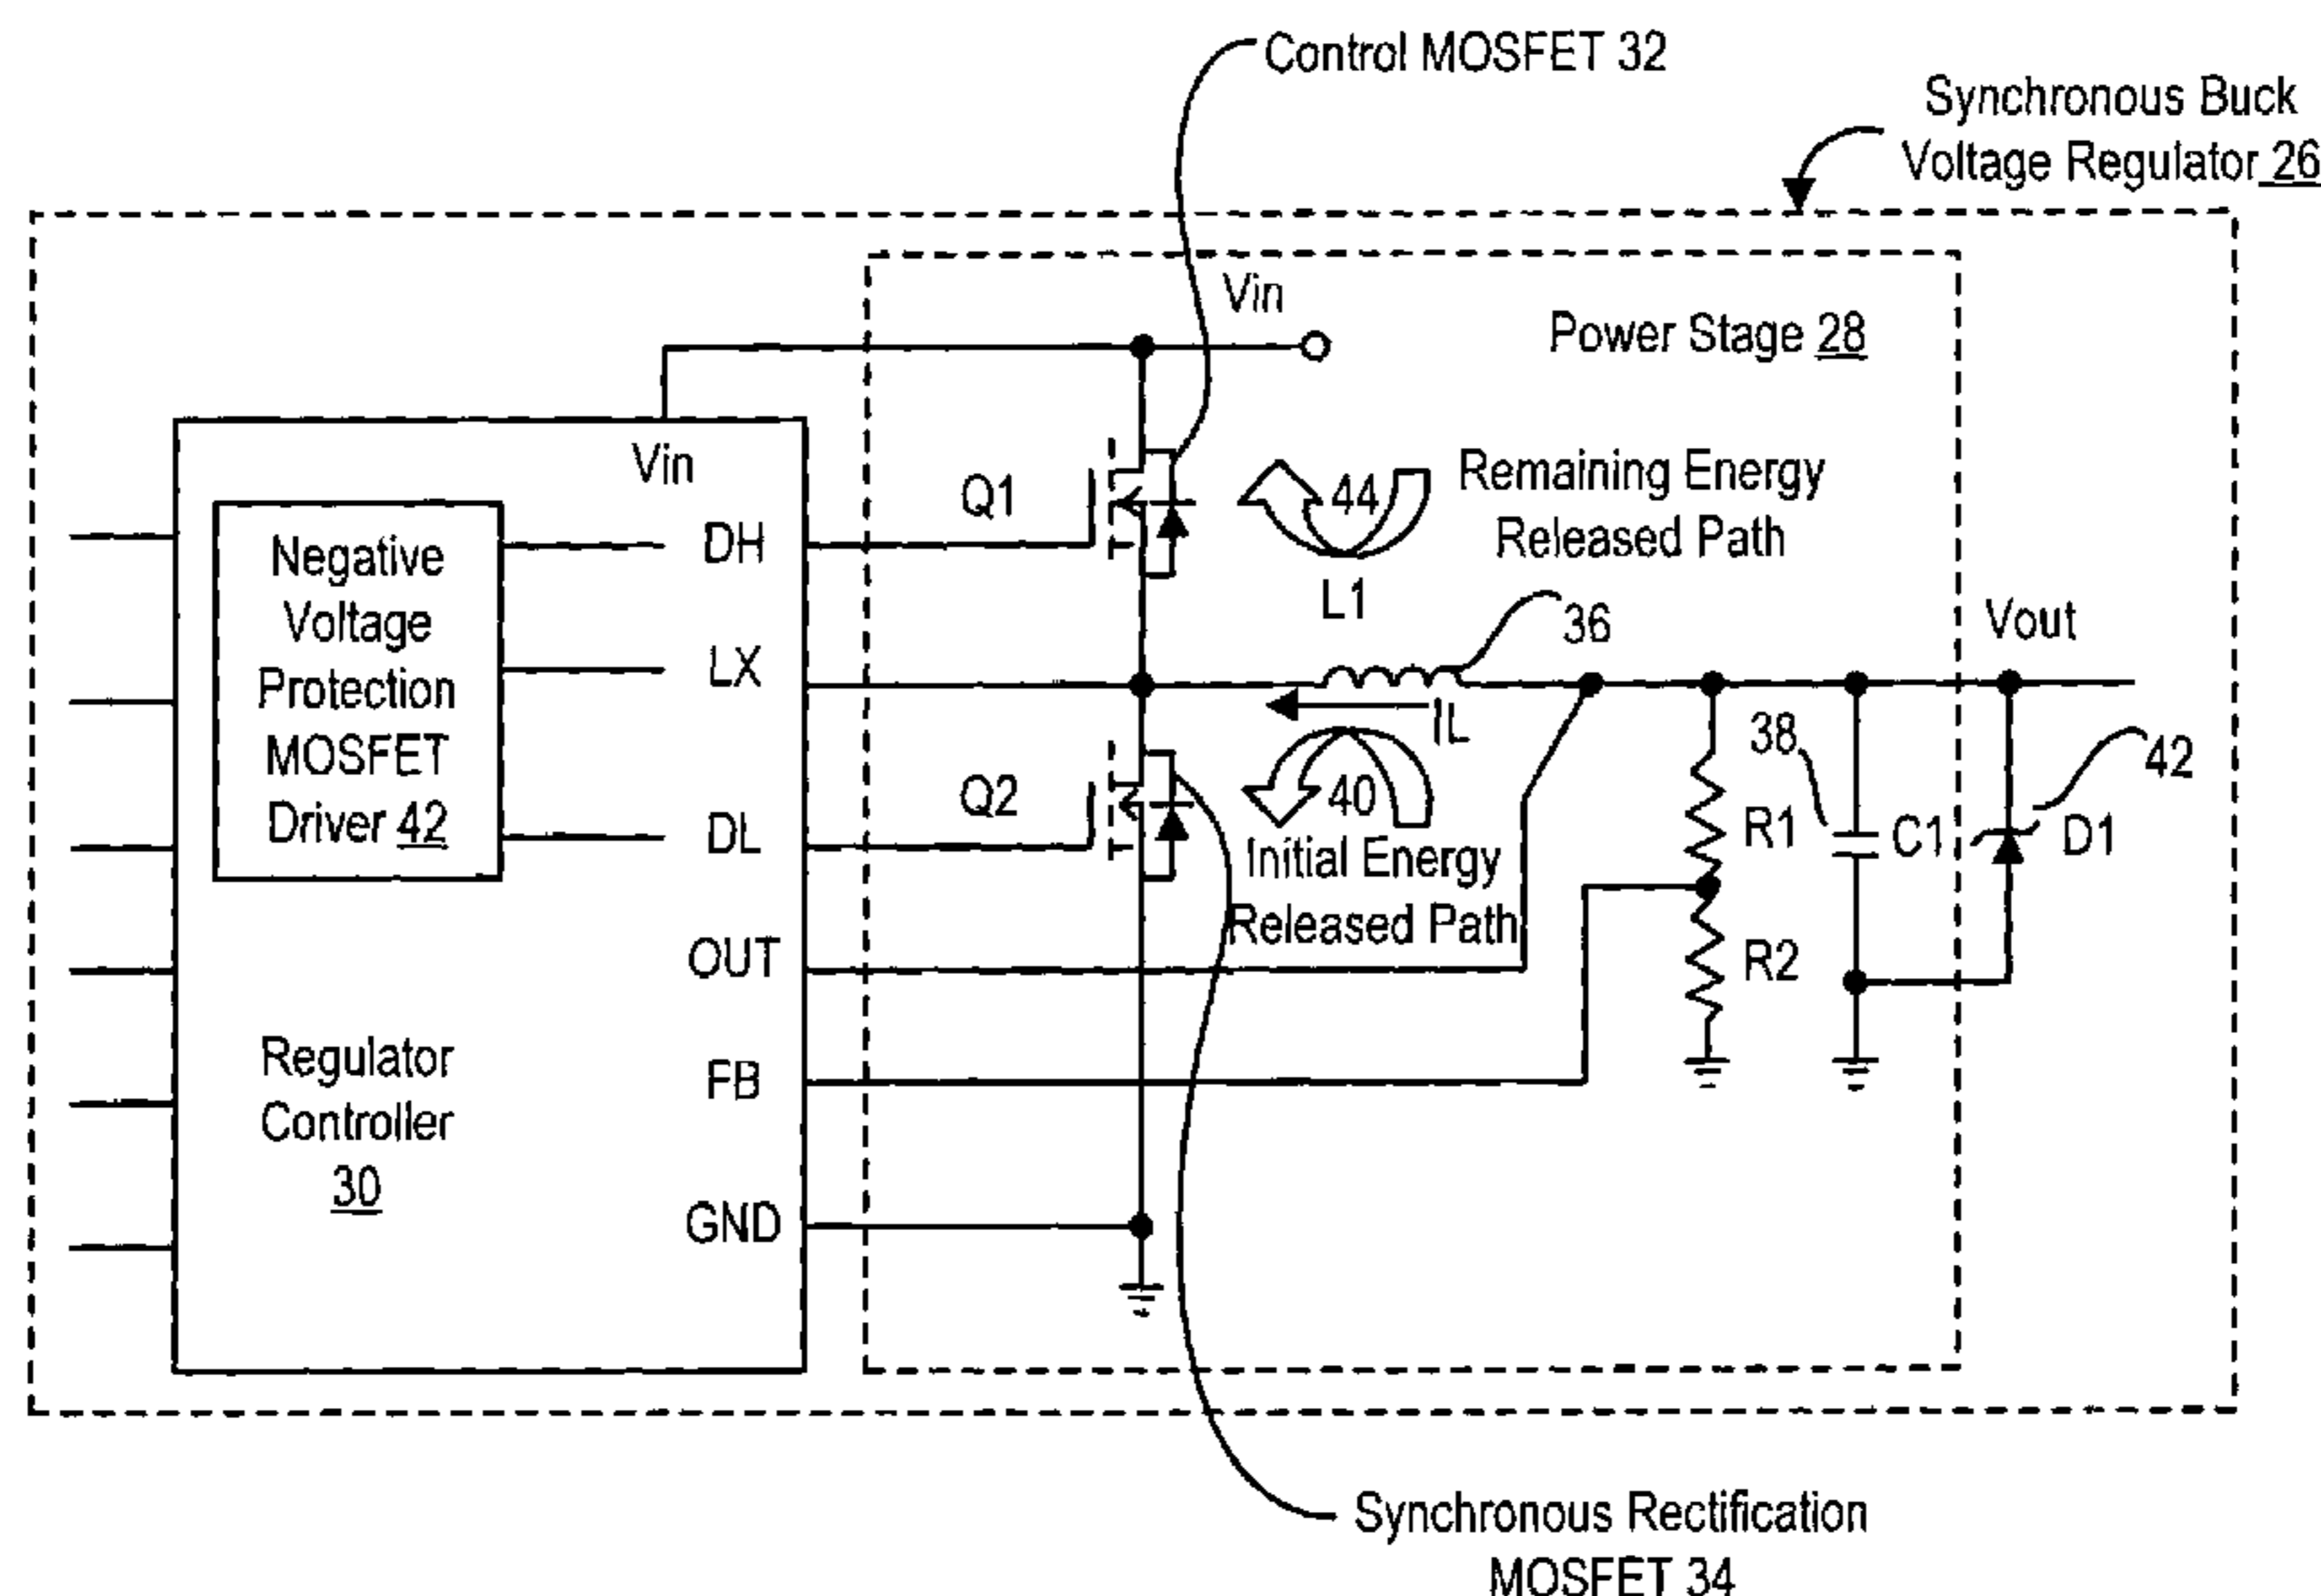 Control MOSFET 32
Synchronous Buck
Voltage Regulator 26
Vin
Power Stage 28
Vin
Q1
44
Remaining Energy
Released Path
Negative
Voltage
Protection
MOSFET
Driver 42
DH
L1
36
Vout
LX
IL
38
42
Q2
40
DL
R1
C1
D1
Initial Energy
Released Path
OUT
R2
Regulator
Controller
30
FB
GND
Synchronous Rectification
MOSFET 34